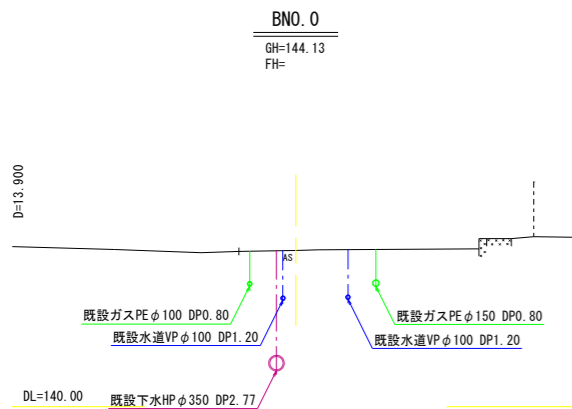 BNO. 0
GH=144.13
FH=
D=13.900
AS
既設ガスPEφ100 DP0.80
既設ガスPEφ150 DP0.80
既設水道VPφ100 DP1.20
既設水道VPφ100 DP1.20
DL=140.00
既設下水HPφ350 DP2.77